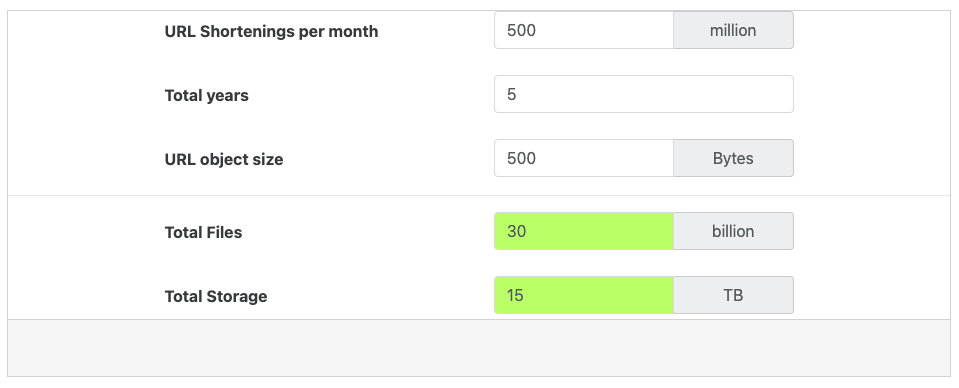 URL Shortenings per month 500 million
Total years 5
URL object size 500 Bytes
Total Files 30 billion
Total Storage 15 TB